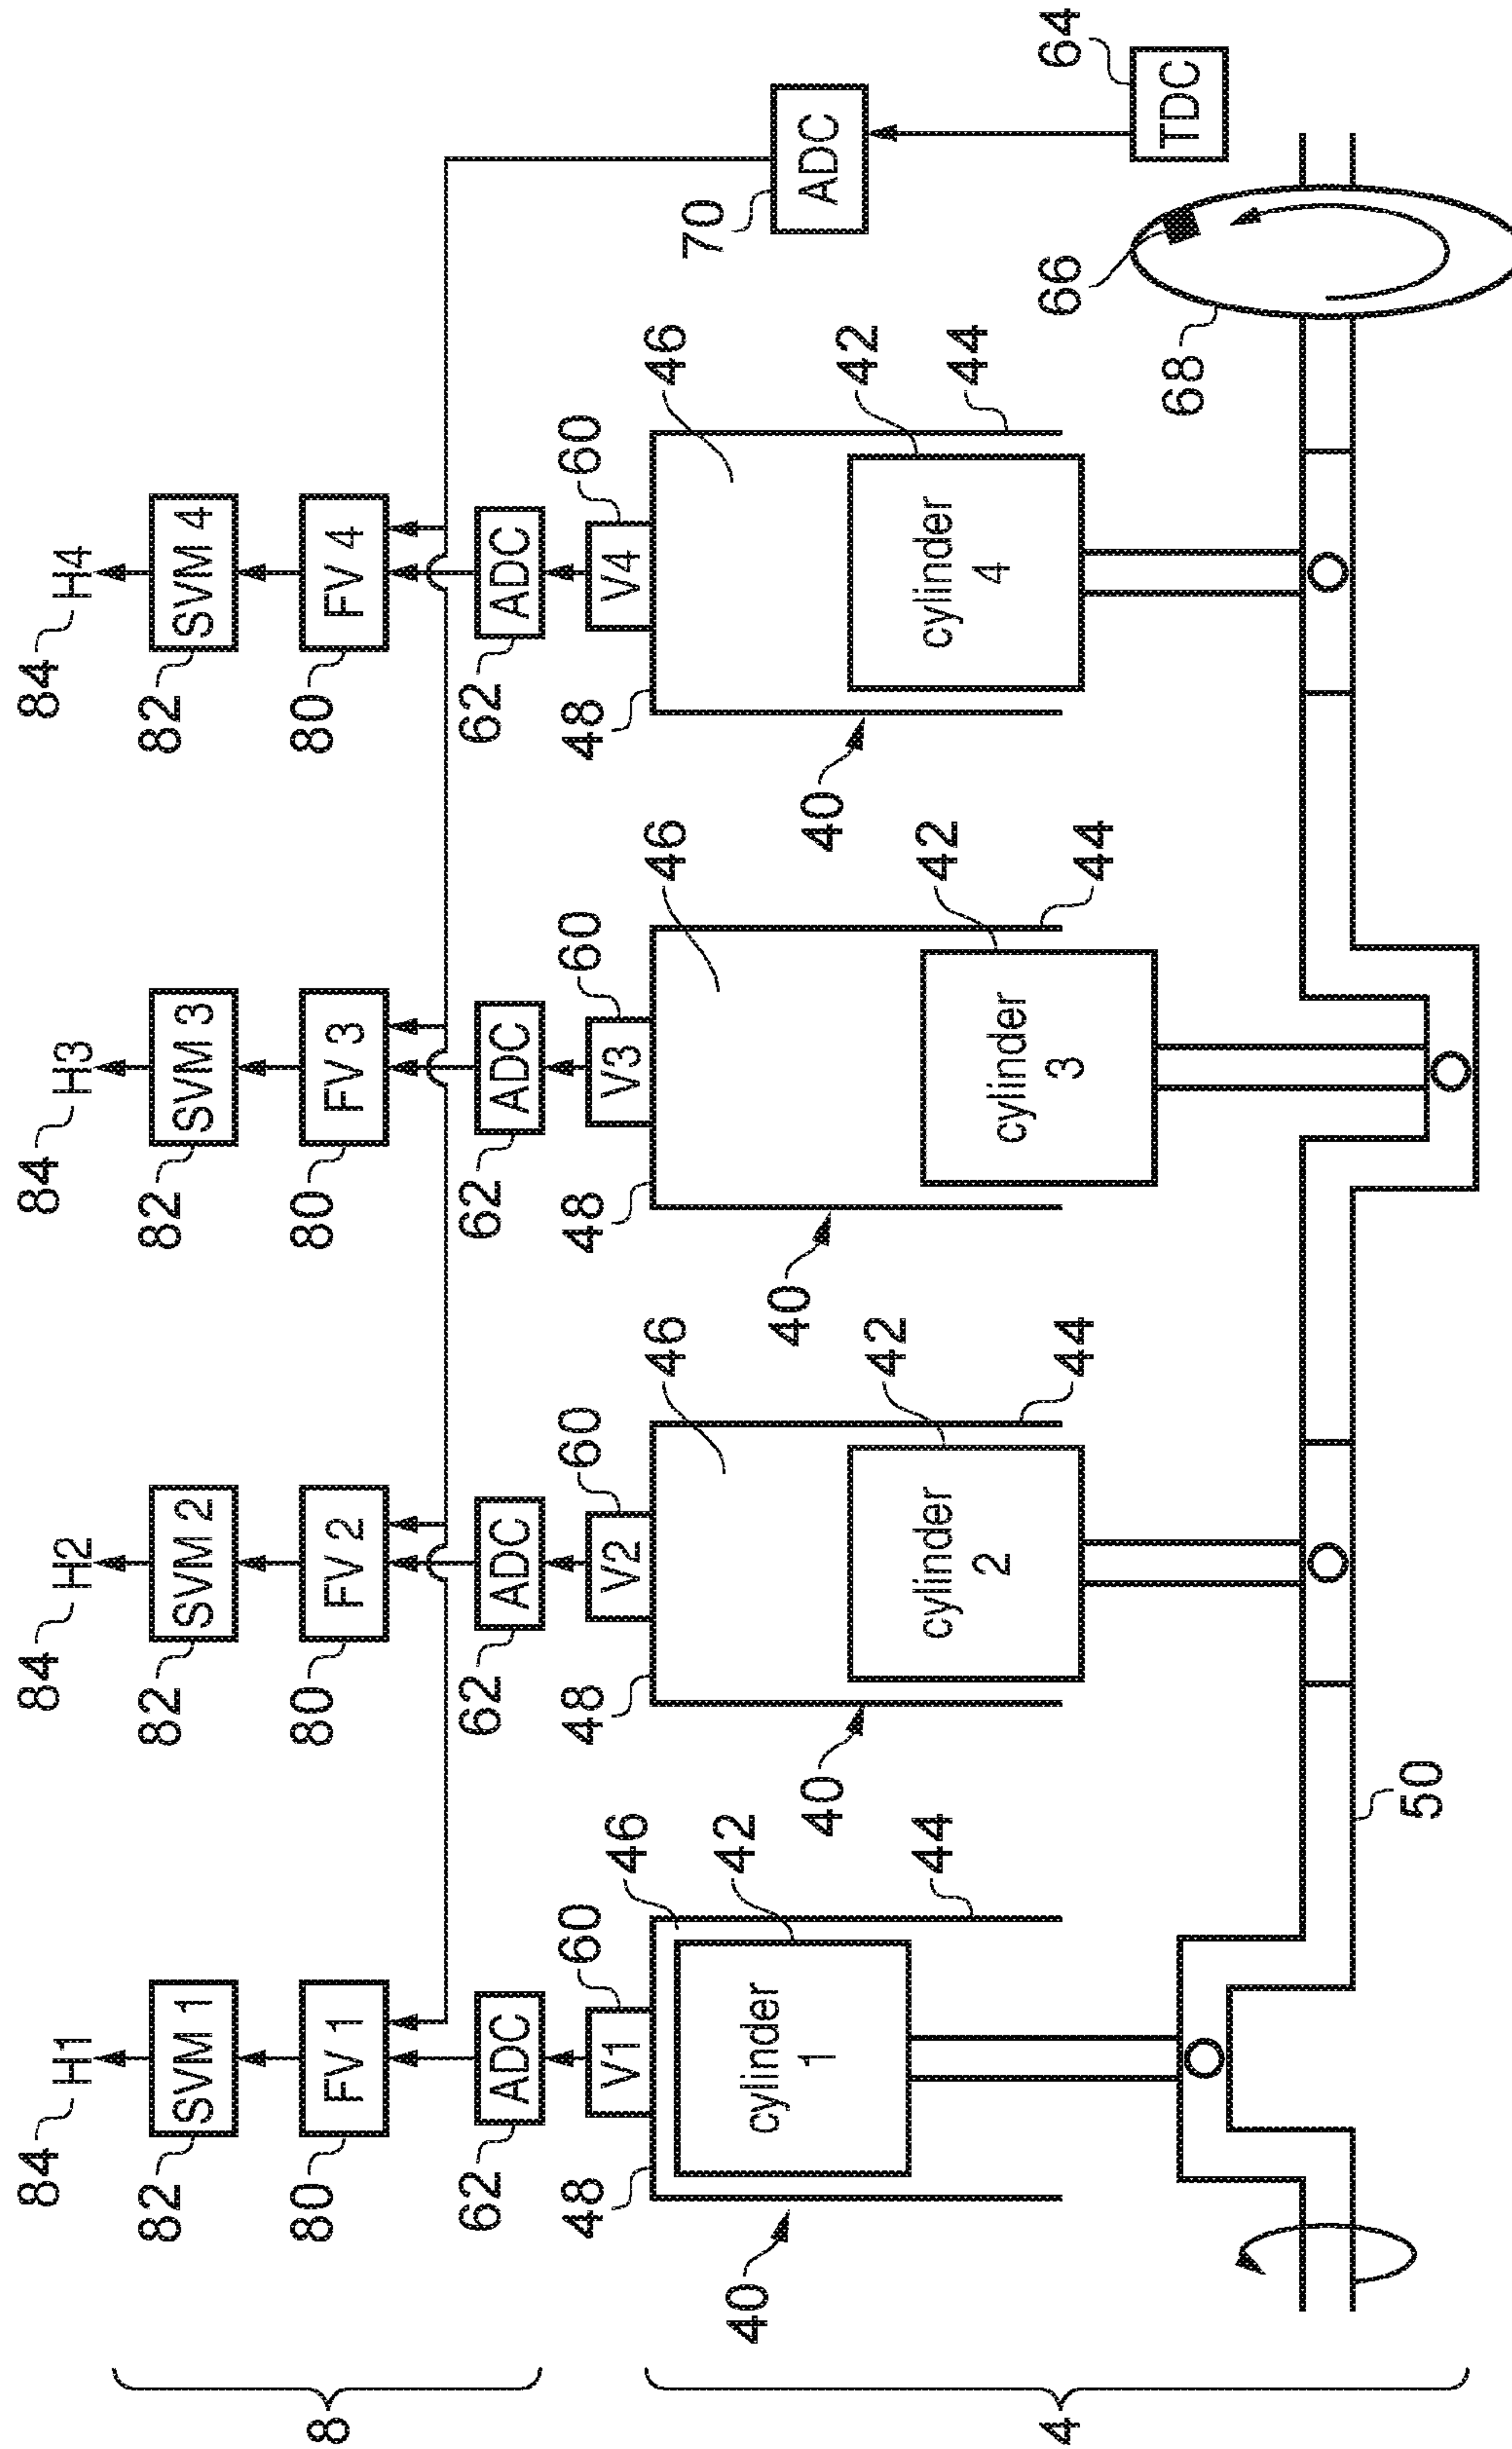 84 H1 84 H2 84 H3 84 H4
SVM 1 SVM 2 SVM 3 SVM 4
82 82 82 82
8
FV 1 FV 2 FV 3 FV 4
80 80 80 80
ADC ADC ADC ADC
62 62 62 62
60 60 60 60
48 V1 48 V2 48 V3 48 V4
46 46 46 46
70
40 42 40 42 40 42 40 42
cylinder
1
cylinder
2
cylinder
3
cylinder
4
ADC
44 44 44 44
4
66 64
TDC
68
50